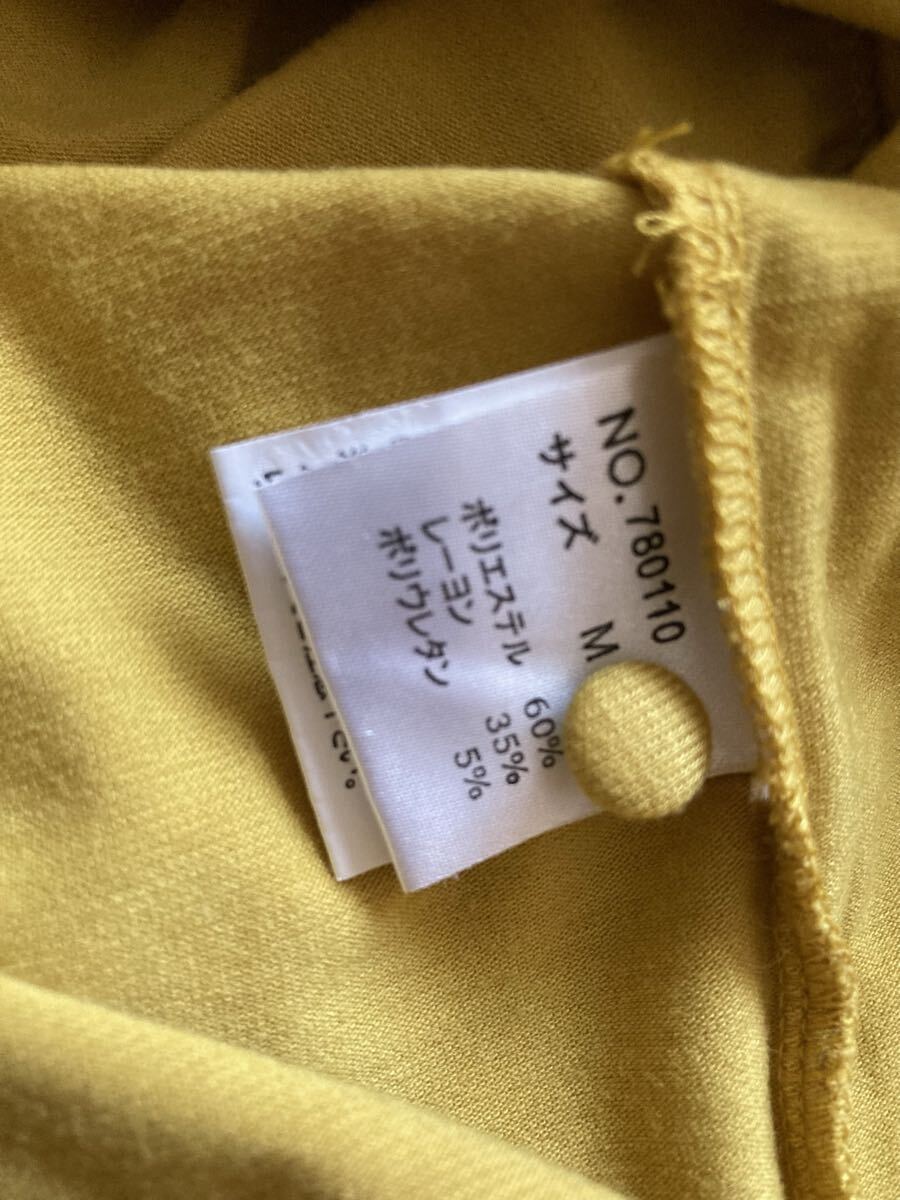 NO. 780110
サイズ M
ポリエステル 60%
レーヨン 35%
ポリウレタン 5%